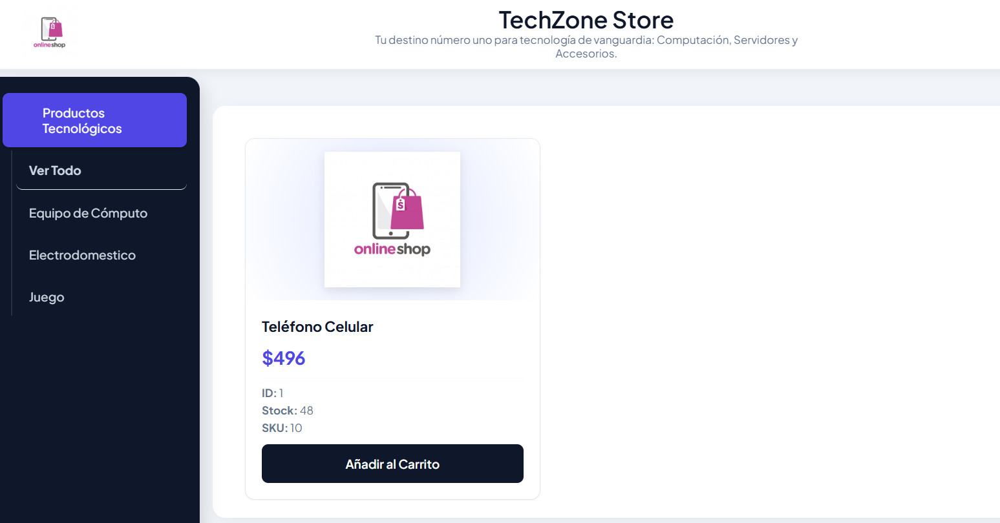 onlineshop
TechZone Store
Tu destino número uno para tecnología de vanguardia: Computación, Servidores y
Accesorios.
Productos
Tecnológicos
Ver Todo
Equipo de Cómputo
Electrodomestico
Juego
$
onlineshop
Teléfono Celular
$496
ID: 1
Stock: 48
SKU: 10
Añadir al Carrito